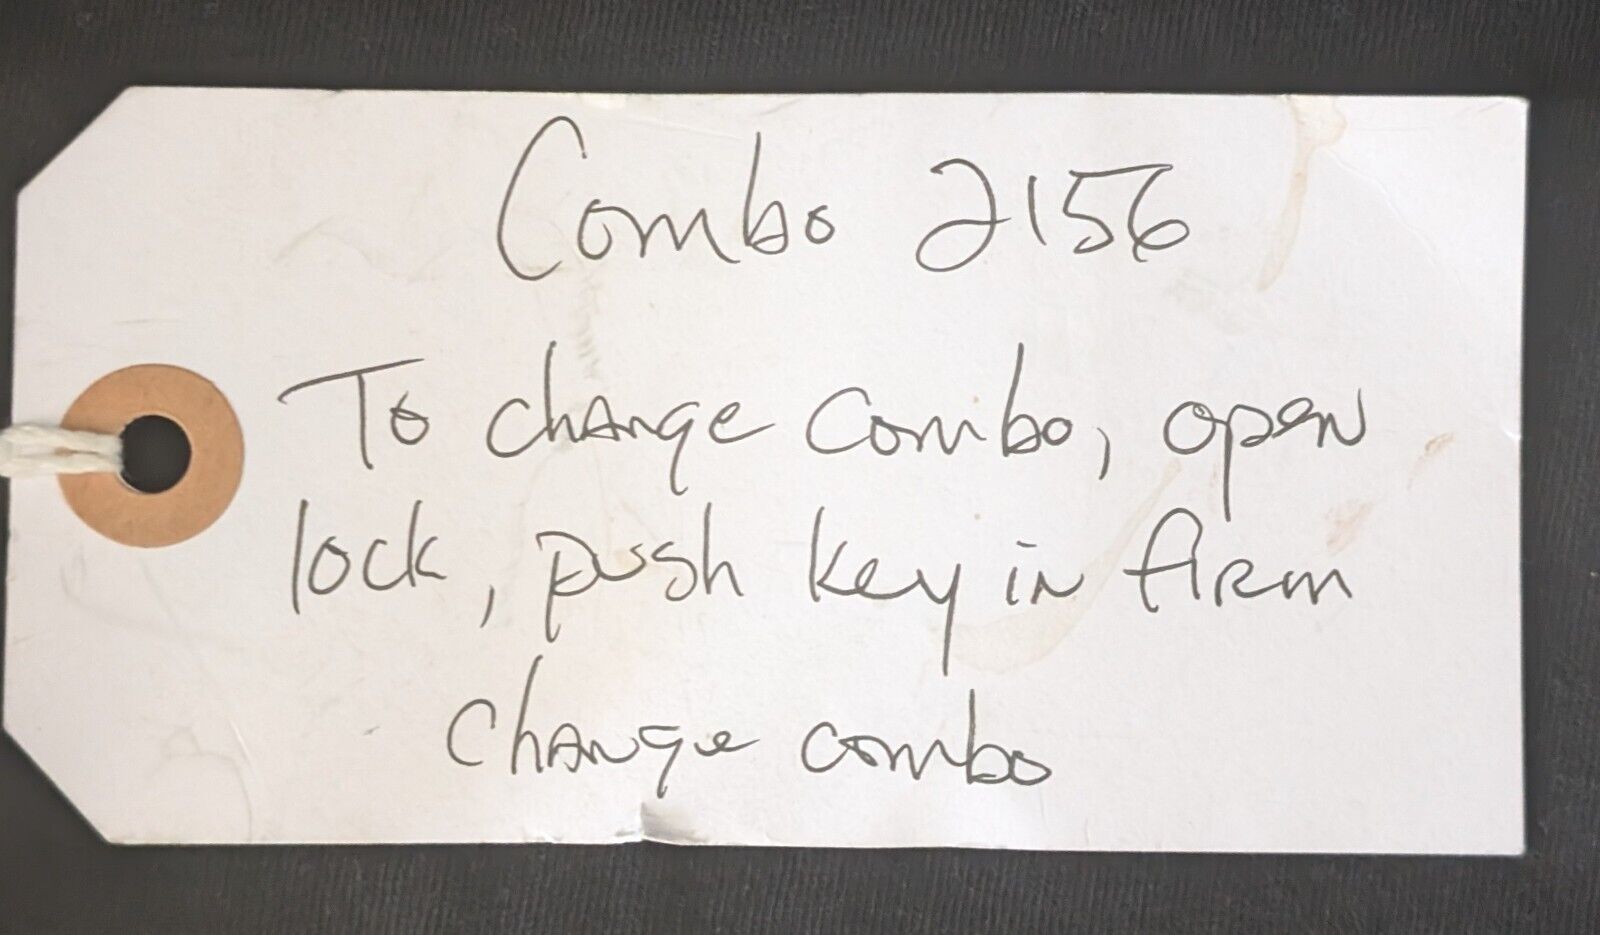 Combo 2156
To change combo, open
lock, push key in firm
change combo